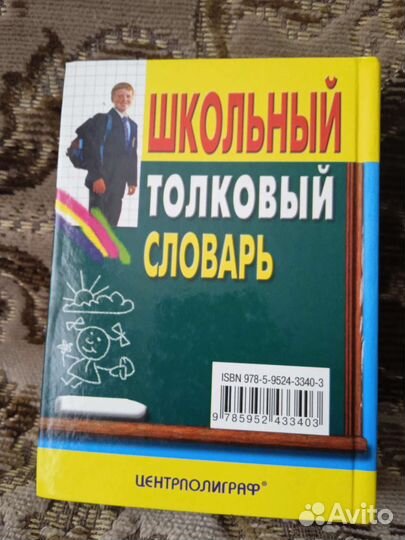 ШКОЛЬНЫЙ
ТОЛКОВЫЙ
СЛОВАРЬ
ISBN 978-5-9524-3340-3
9 785952 433403
ЦЕНТРПОЛИГРАФ®
Avito